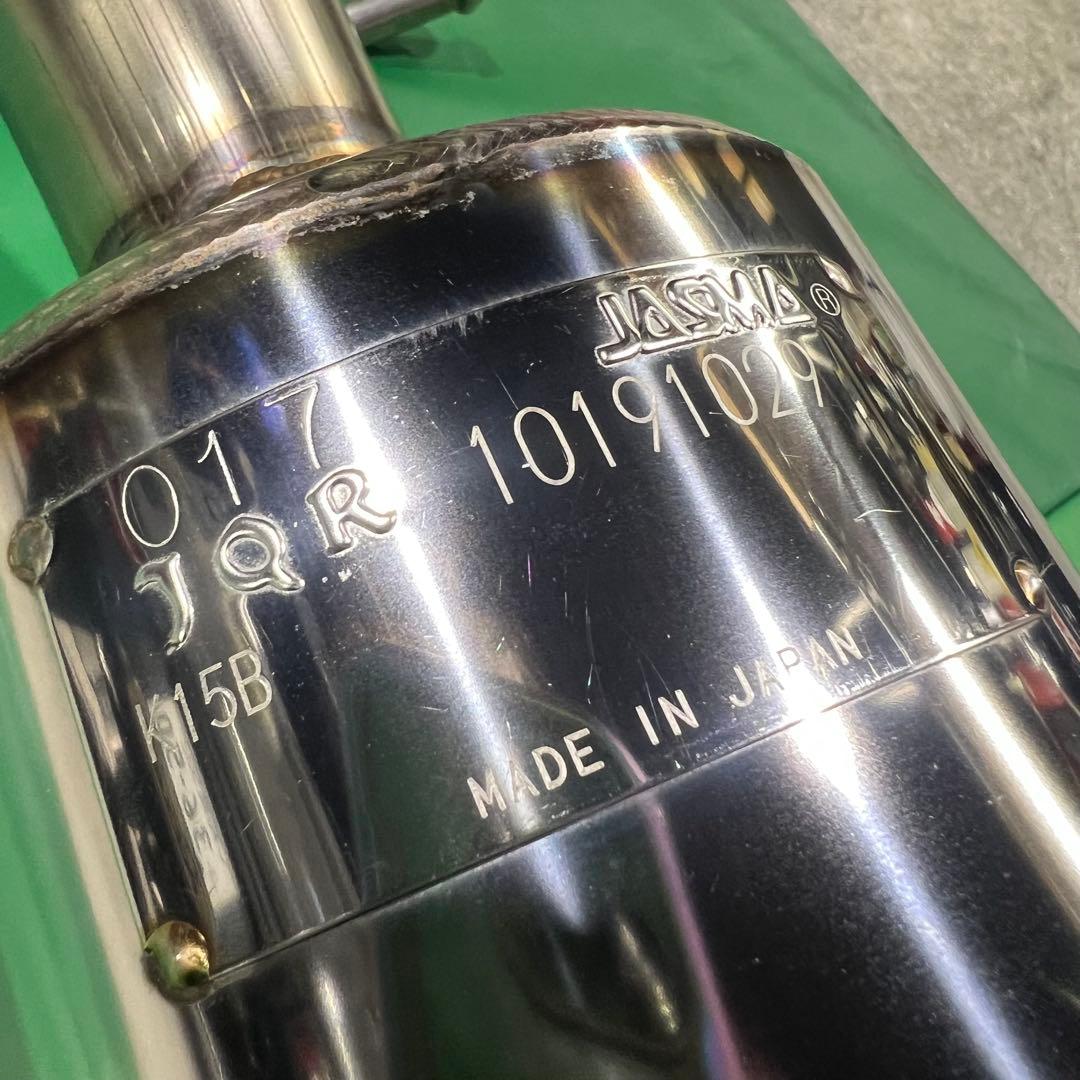 JASMA®
017 10191029
JQR
K15B
MADE IN JAPAN